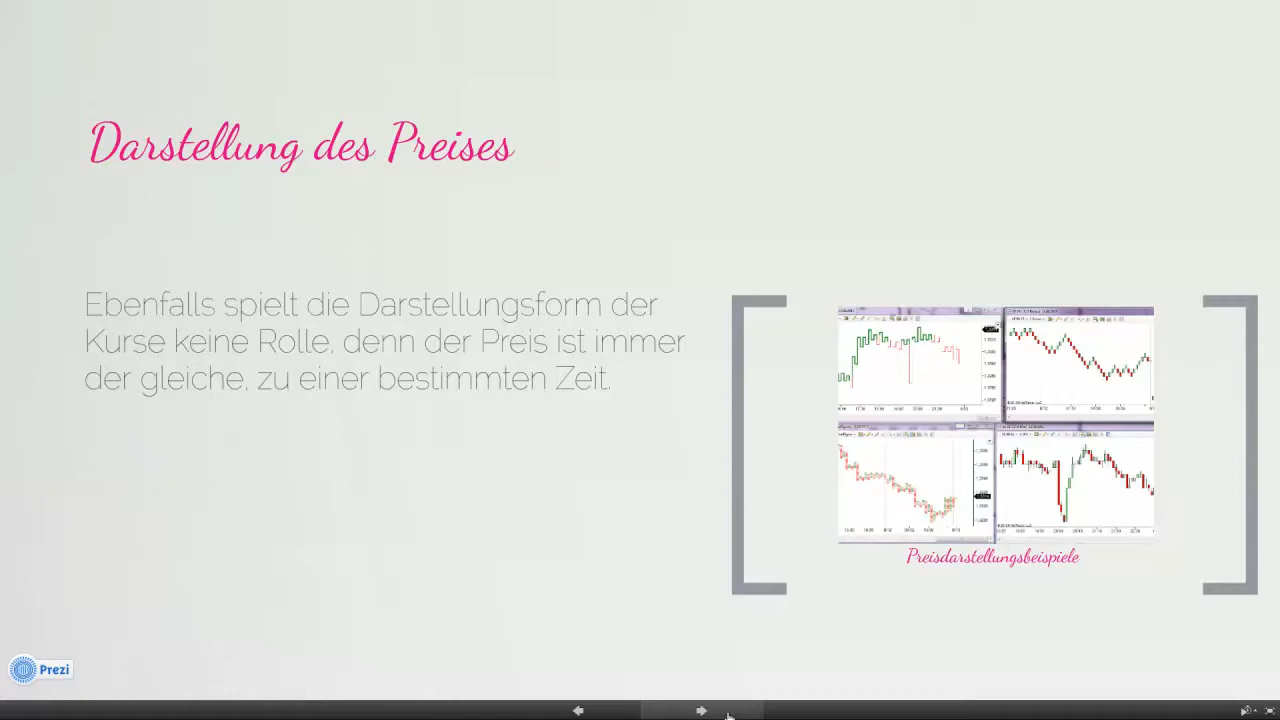 Darstellung des Preises
Ebenfalls spielt die Darstellungsform der
Kurse keine Rolle, denn der Preis ist immer
der gleiche, zu einer bestimmten Zeit.
Preisdarstellungsbeispiele
Prezi